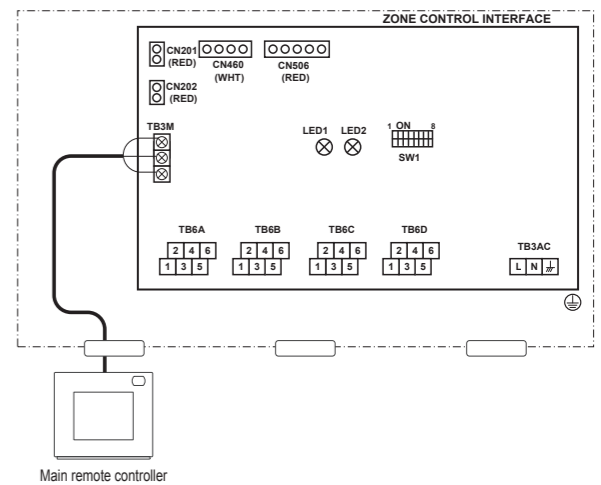 ZONE CONTROL INTERFACE
CN201
(RED)
CN460
(WHT)
CN506
(RED)
CN202
(RED)
TB3M
LED1 LED2
1 ON 8
SW1
TB6A TB6B TB6C TB6D
2 4 6 2 4 6 2 4 6 2 4 6
1 3 5 1 3 5 1 3 5 1 3 5
TB3AC
L N
Main remote controller